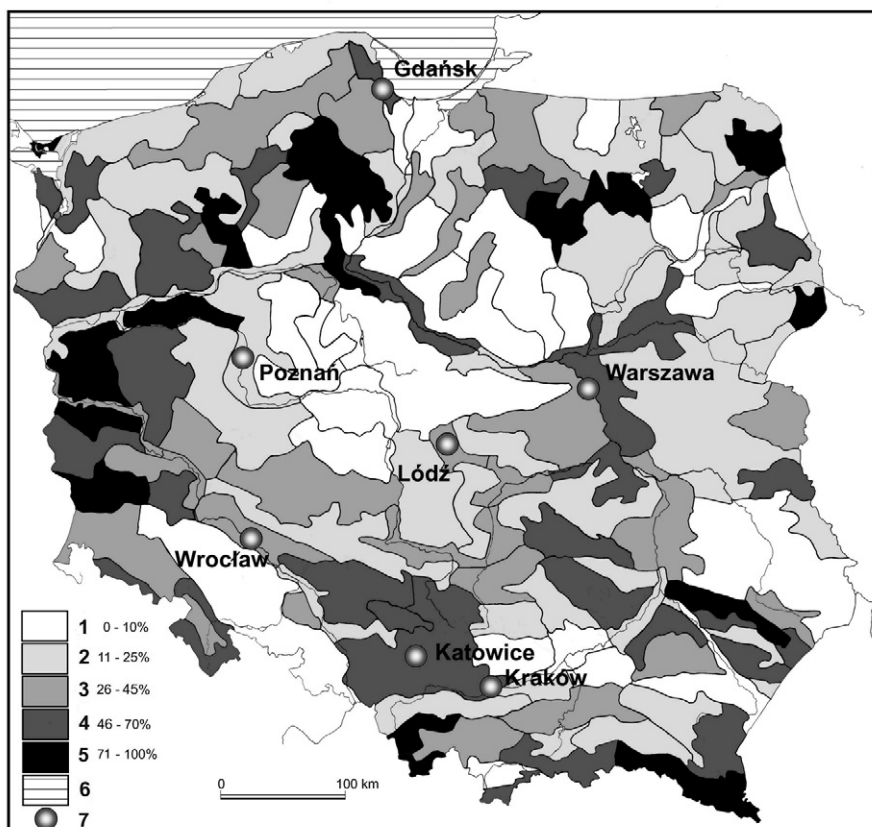 Gdańsk
Poznań
Warszawa
Lódź
Wrocław
Katowice
Kraków
1 0 - 10%
2 11 - 25%
3 26 - 45%
4 46 - 70%
5 71 - 100%
6
7
0 100 km